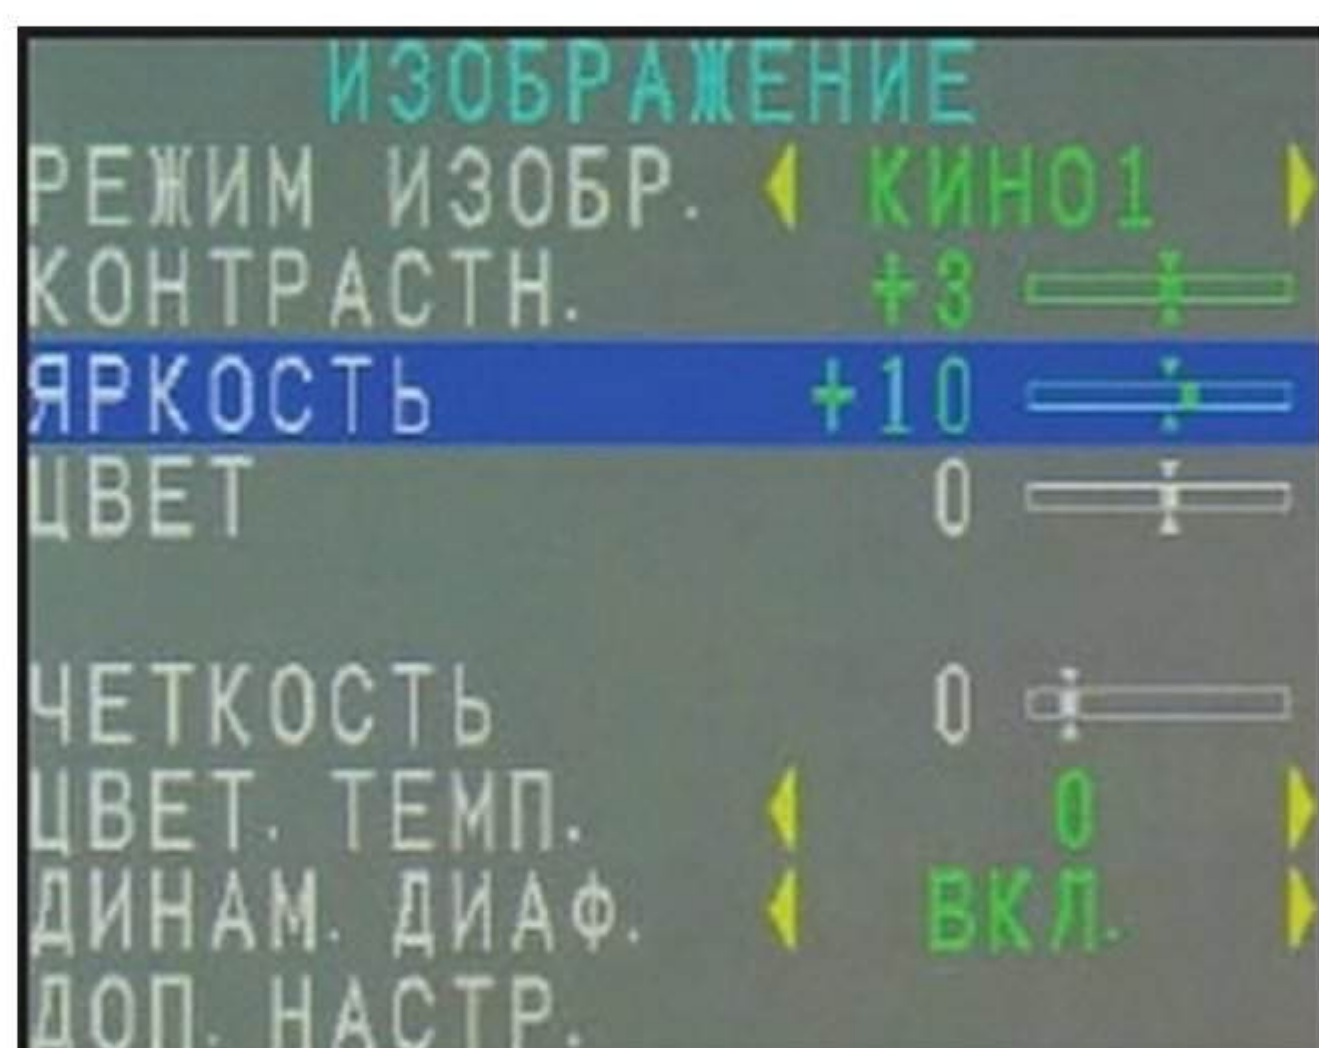 ИЗОБРАЖЕНИЕ
РЕЖИМ ИЗОБР. КИНО1
КОНТРАСТН. +3
ЯРКОСТЬ +10
ЦВЕТ 0
ЧЕТКОСТЬ 0
ЦВЕТ. ТЕМП. 0
ДИНАМ. ДИАФ. ВКЛ.
ДОП. НАСТР.